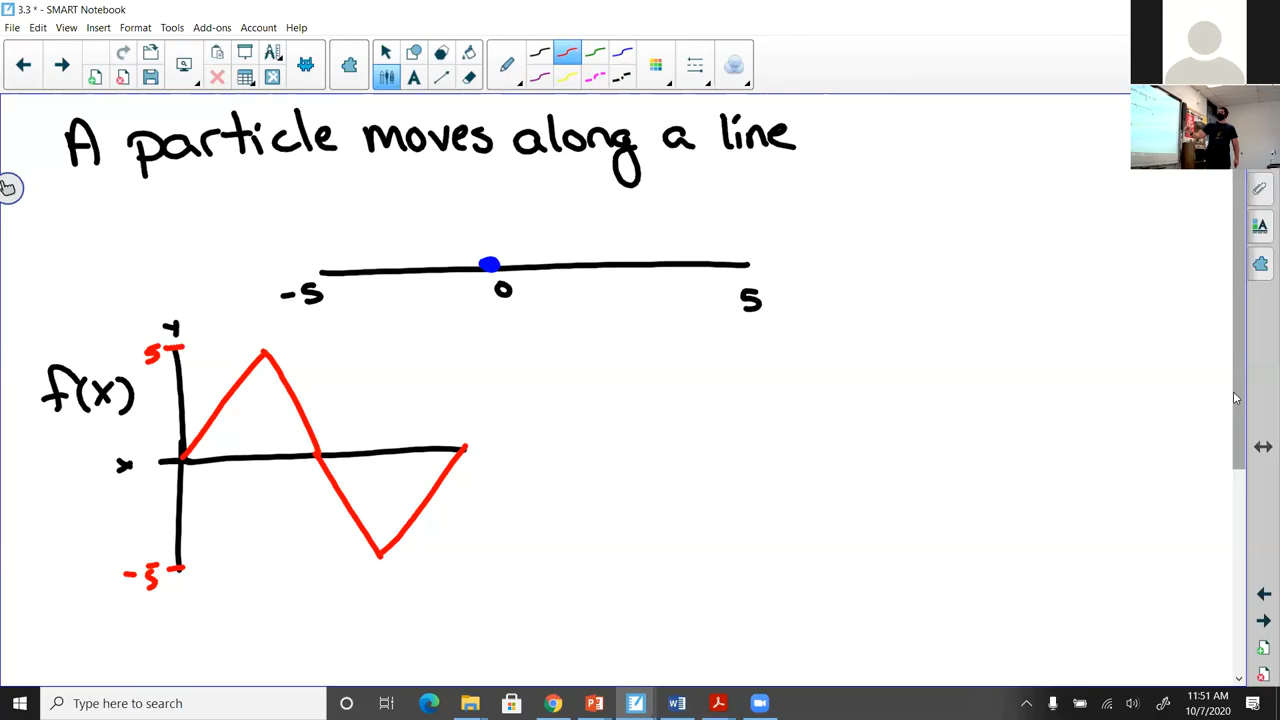 3.3 * - SMART Notebook
File Edit View Insert Format Tools Add-ons Account Help
A particle moves along a line
-5 0 5
Y
5
f(x)
x
-5
Type here to search
11:51 AM
10/7/2020